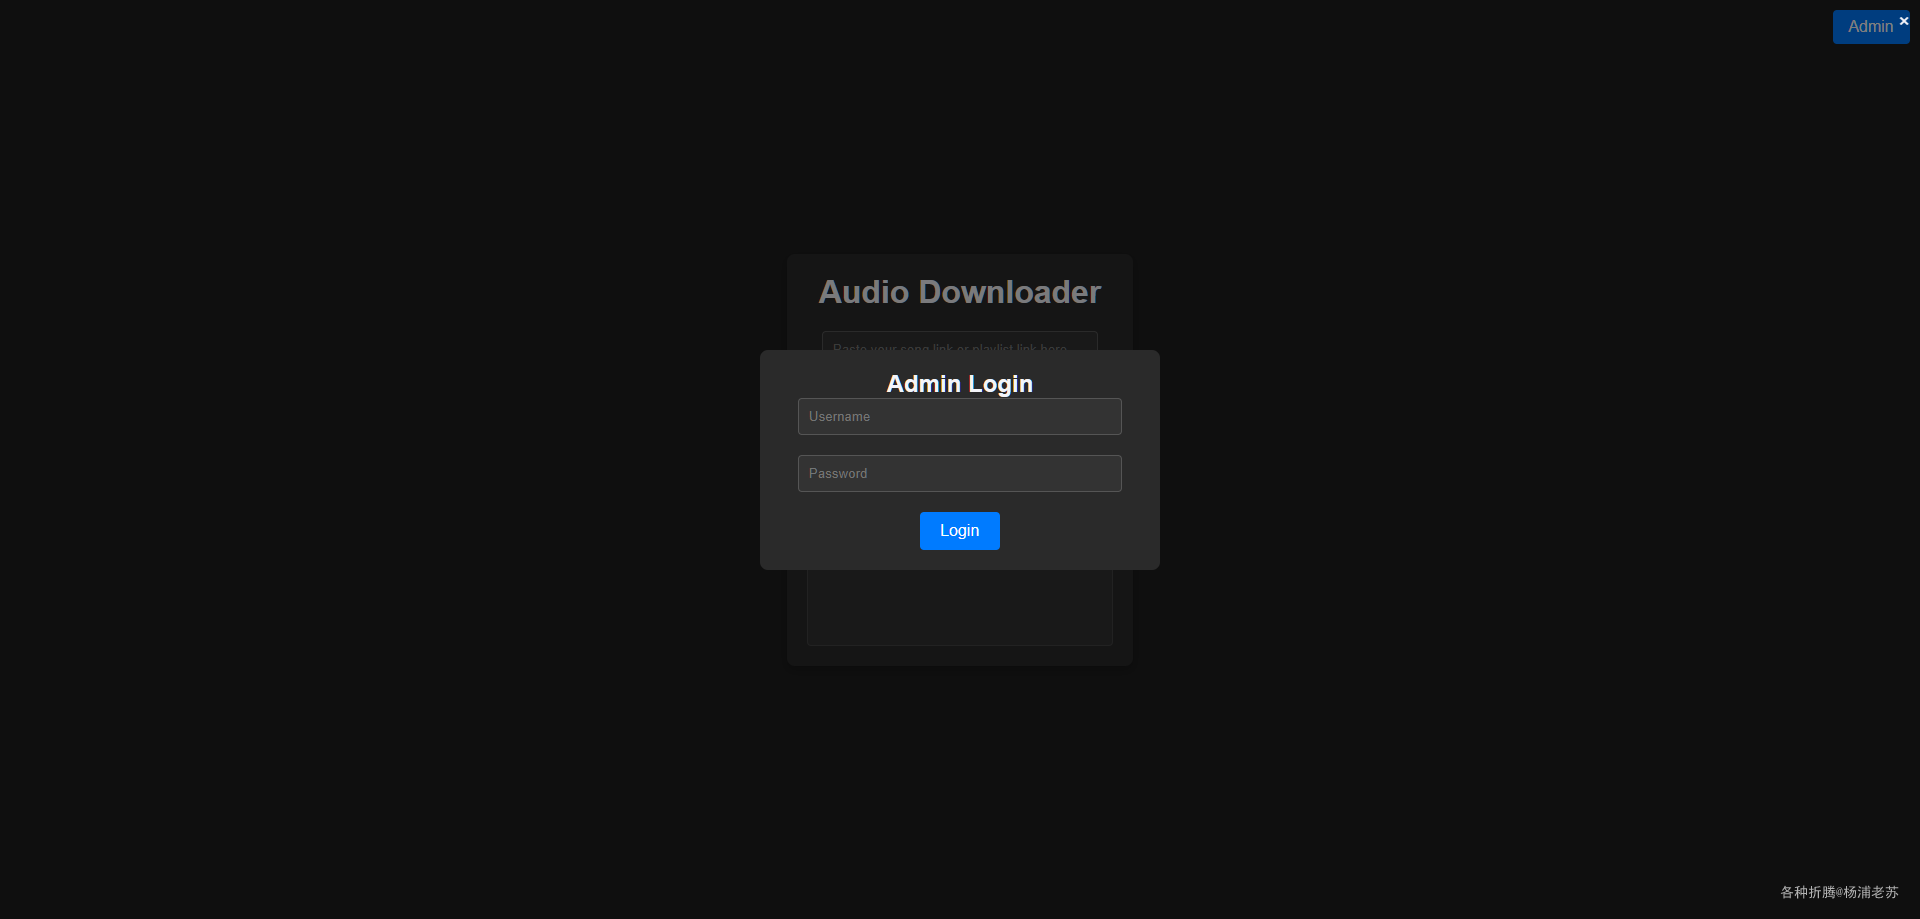 Admin ×
Audio Downloader
Paste your song link or playlist link here
Admin Login
Username
Password
Login
各种折腾@杨浦老苏